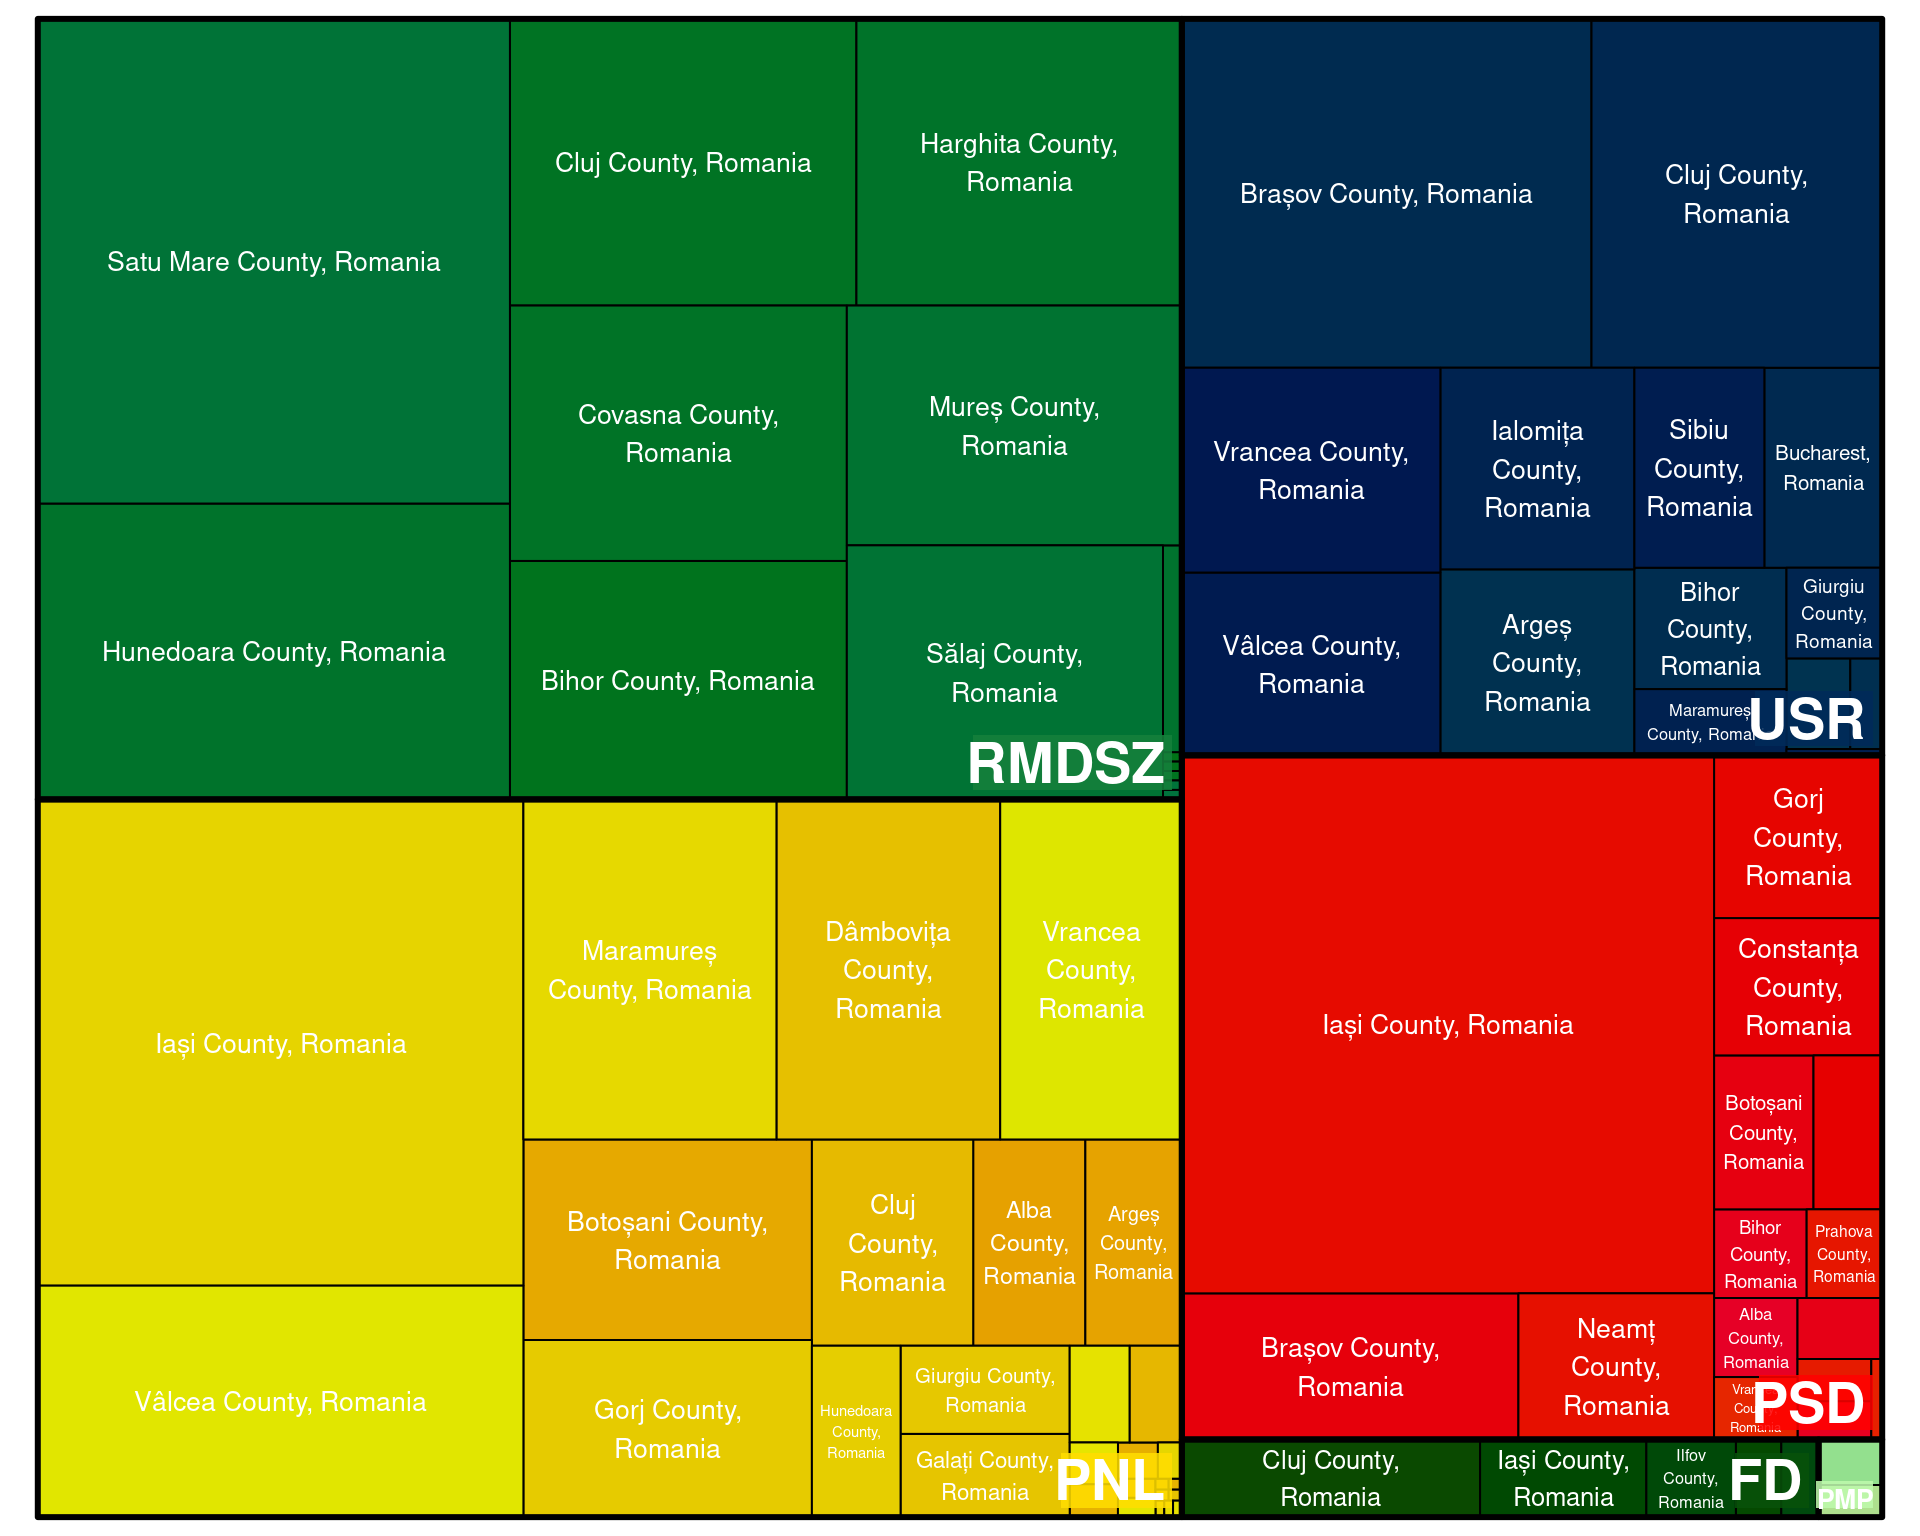 Satu Mare County, Romania
Hunedoara County, Romania
Cluj County, Romania
Harghita County,
Romania
Covasna County,
Romania
Mureș County,
Romania
Bihor County, Romania
Sălaj County,
Romania
RMDSZ
Brașov County, Romania
Cluj County,
Romania
Vrancea County,
Romania
Ialomița
County,
Romania
Sibiu
County,
Romania
Bucharest,
Romania
Vâlcea County,
Romania
Argeș
County,
Romania
Bihor
County,
Romania
Giurgiu
County,
Romania
Maramureș
County,
USR
Iași County, Romania
Vâlcea County, Romania
Maramureș
County, Romania
Dâmbovița
County,
Romania
Vrancea
County,
Romania
Botoșani County,
Romania
Gorj County,
Romania
Cluj
County,
Romania
Alba
County,
Romania
Argeș
County,
Romania
Hunedoara
County,
Romania
Giurgiu County,
Romania
Galați County,
Romania
PNL
Iași County, Romania
Gorj
County,
Romania
Constanța
County,
Romania
Botoșani
County,
Romania
Bihor
County,
Romania
Prahova
County,
Romania
Alba
County,
Romania
Brașov County,
Romania
Neamț
County,
Romania
Romania
PSD
Cluj County,
Romania
Iași County,
Romania
Ilfov
County,
Romania
FD
PMP